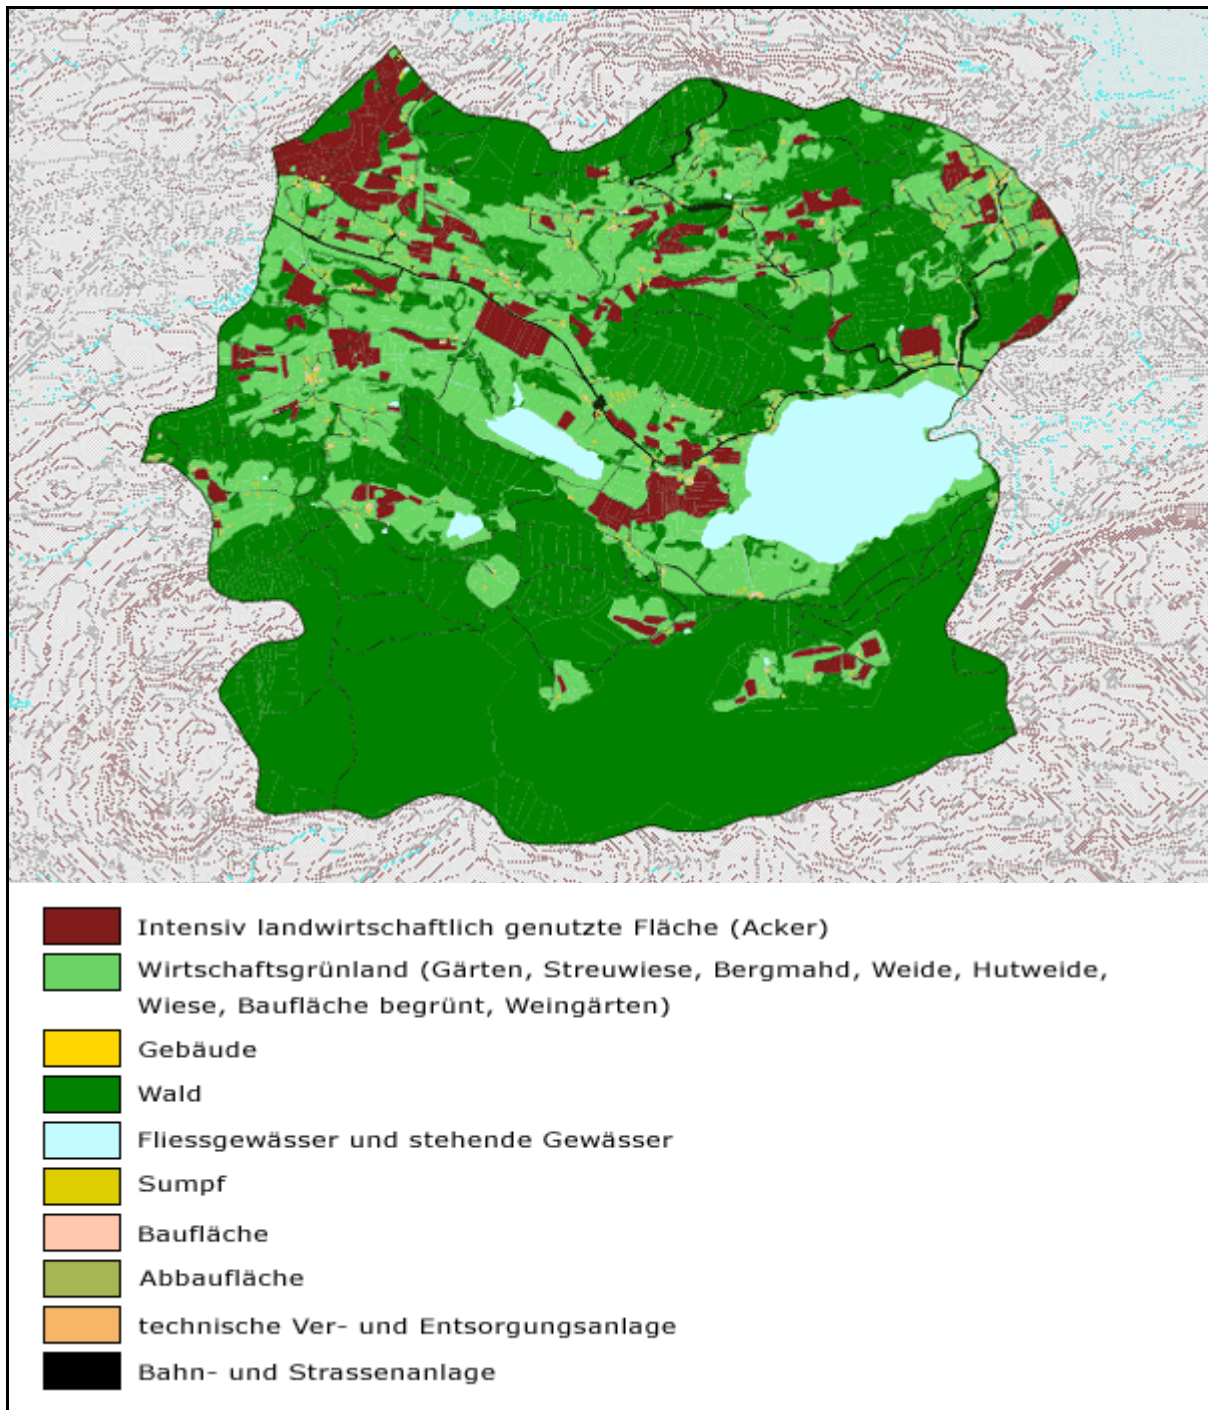 Intensiv landwirtschaftlich genutzte Fläche (Acker)
Wirtschaftsgrünland (Gärten, Streuwiese, Bergmahd, Weide, Hutweide,
Wiese, Baufläche begrünt, Weingärten)
Gebäude
Wald
Fliessgewässer und stehende Gewässer
Sumpf
Baufläche
Abbaufläche
technische Ver- und Entsorgungsanlage
Bahn- und Strassenanlage